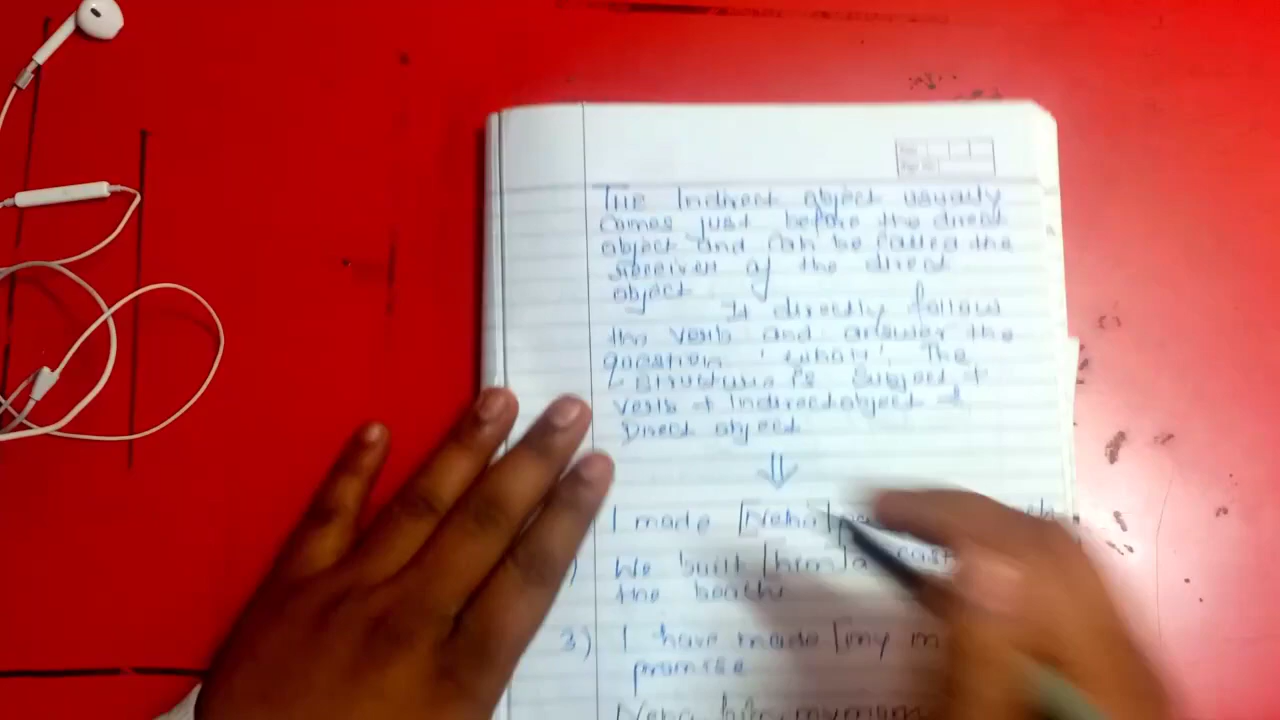 THE Indirect object usually
comes just before the direct
object and can be called the
receiver of the direct
object
It directly follow
the verb and answer the
question 'whom'. The
structure is Subject +
verb + Indirect object +
Direct object
I made [Neha]
We built [him] a
the beach
3) I have made [my
promise